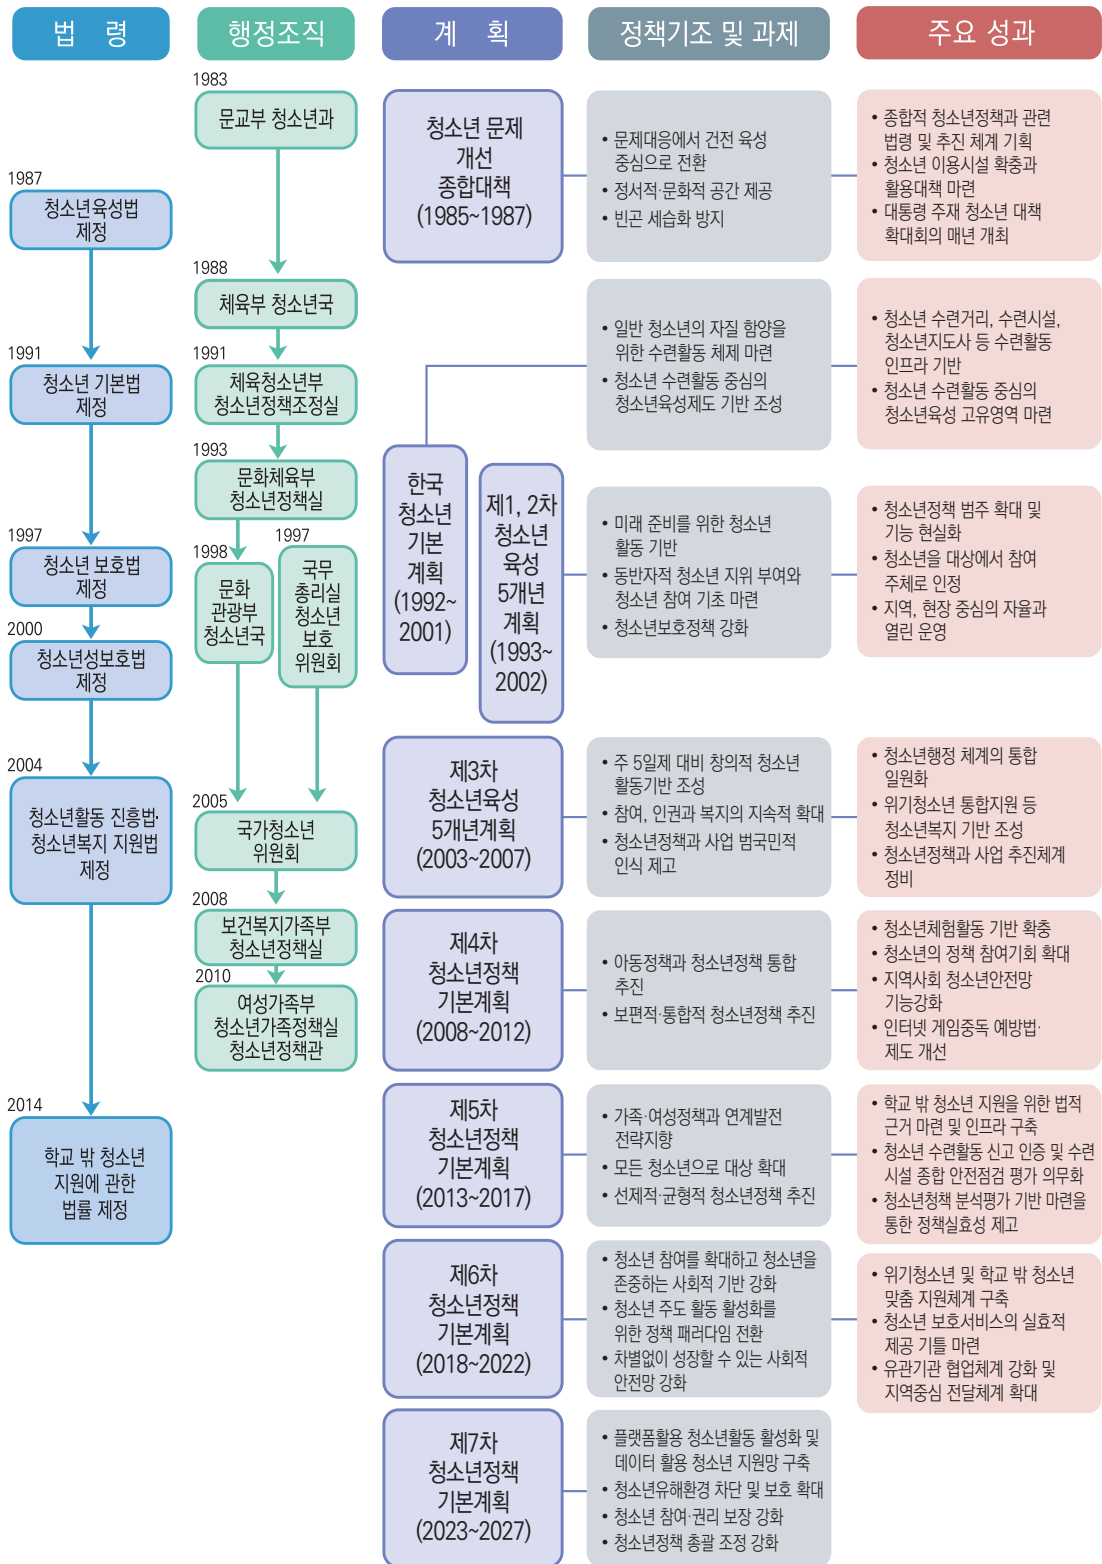 법 령
행정조직
계 획
정책기조 및 과제
주요 성과
1987
청소년육성법
제정
1991
청소년 기본법
제정
1997
청소년 보호법
제정
2000
청소년성보호법
제정
2004
청소년활동 진흥법·
청소년복지 지원법
제정
2014
학교 밖 청소년
지원에 관한
법률 제정
1983
문교부 청소년과
1988
체육부 청소년국
1991
체육청소년부
청소년정책조정실
1993
문화체육부
청소년정책실
1998
문화
관광부
청소년국
1997
국무
총리실
청소년
보호
위원회
2005
국가청소년
위원회
2008
보건복지가족부
청소년정책실
2010
여성가족부
청소년가족정책실
청소년정책관
청소년 문제
개선
종합대책
(1985~1987)
• 문제대응에서 건전 육성
중심으로 전환
• 정서적·문화적 공간 제공
• 빈곤 세습화 방지
• 종합적 청소년정책과 관련
법령 및 추진 체계 기획
• 청소년 이용시설 확충과
활용대책 마련
• 대통령 주재 청소년 대책
확대회의 매년 개최
한국
청소년
기본
계획
(1992~
2001)
• 일반 청소년의 자질 함양을
위한 수련활동 체제 마련
• 청소년 수련활동 중심의
청소년육성제도 기반 조성
• 청소년 수련거리, 수련시설,
청소년지도사 등 수련활동
인프라 기반
• 청소년 수련활동 중심의
청소년육성 고유영역 마련
제1, 2차
청소년
육성
5개년
계획
(1993~
2002)
• 미래 준비를 위한 청소년
활동 기반
• 동반자적 청소년 지위 부여와
청소년 참여 기초 마련
• 청소년보호정책 강화
• 청소년정책 범주 확대 및
기능 현실화
• 청소년을 대상에서 참여
주체로 인정
• 지역, 현장 중심의 자율과
열린 운영
제3차
청소년육성
5개년계획
(2003~2007)
• 주 5일제 대비 창의적 청소년
활동기반 조성
• 참여, 인권과 복지의 지속적 확대
• 청소년정책과 사업 범국민적
인식 제고
• 청소년행정 체계의 통합
일원화
• 위기청소년 통합지원 등
청소년복지 기반 조성
• 청소년정책과 사업 추진체계
정비
제4차
청소년정책
기본계획
(2008~2012)
• 아동정책과 청소년정책 통합
추진
• 보편적·통합적 청소년정책 추진
• 청소년체험활동 기반 확충
• 청소년의 정책 참여기회 확대
• 지역사회 청소년안전망
기능강화
• 인터넷 게임중독 예방법·
제도 개선
제5차
청소년정책
기본계획
(2013~2017)
• 가족·여성정책과 연계발전
전략지향
• 모든 청소년으로 대상 확대
• 선제적·균형적 청소년정책 추진
• 학교 밖 청소년 지원을 위한 법적
근거 마련 및 인프라 구축
• 청소년 수련활동 신고 인증 및 수련
시설 종합 안전점검 평가 의무화
• 청소년청책 분석평가 기반 마련을
통한 정책실효성 제고
제6차
청소년정책
기본계획
(2018~2022)
• 청소년 참여를 확대하고 청소년을
존중하는 사회적 기반 강화
• 청소년 주도 활동 활성화를
위한 정책 패러다임 전환
• 차별없이 성장할 수 있는 사회적
안전망 강화
• 위기청소년 및 학교 밖 청소년
맞춤 지원체계 구축
• 청소년 보호서비스의 실효적
제공 기틀 마련
• 유관기관 협업체계 강화 및
지역중심 전달체계 확대
제7차
청소년정책
기본계획
(2023~2027)
• 플랫폼활용 청소년활동 활성화 및
데이터 활용 청소년 지원망 구축
• 청소년유해환경 차단 및 보호 확대
• 청소년 참여·권리 보장 강화
• 청소년정책 총괄 조정 강화